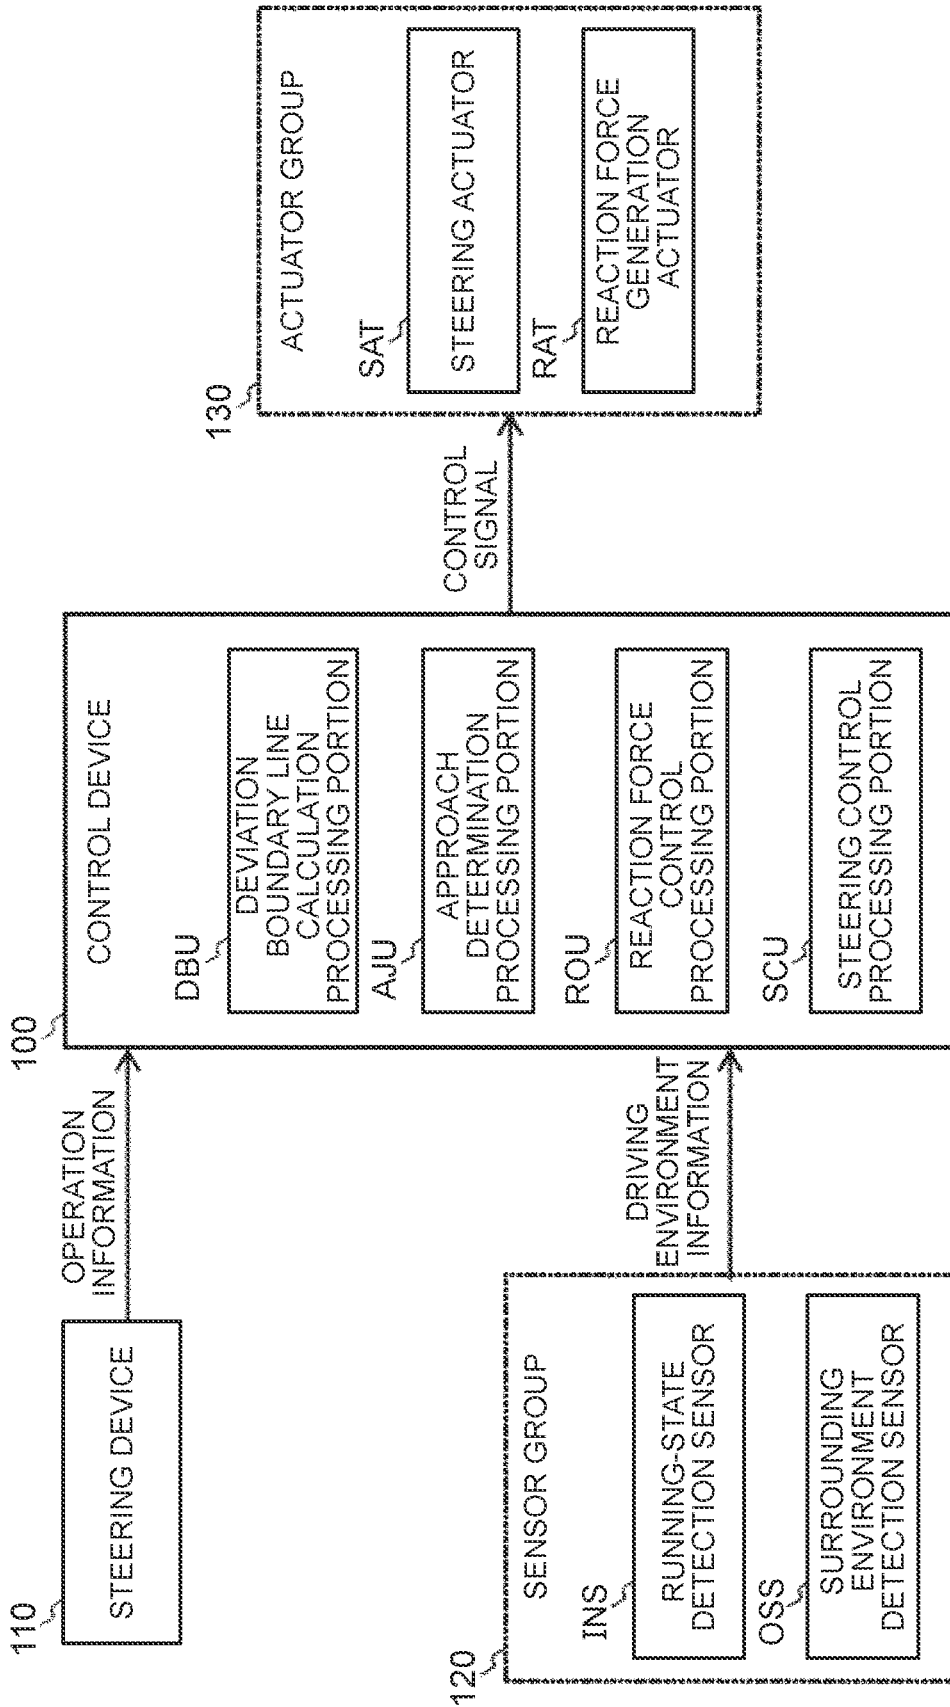 110
STEERING DEVICE
OPERATION
INFORMATION
120
SENSOR GROUP
INS
RUNNING-STATE
DETECTION SENSOR
OSS
SURROUNDING
ENVIRONMENT
DETECTION SENSOR
DRIVING
ENVIRONMENT
INFORMATION
100
CONTROL DEVICE
DBU
DEVIATION
BOUNDARY LINE
CALCULATION
PROCESSING PORTION
AJU
APPROACH
DETERMINATION
PROCESSING PORTION
ROU
REACTION FORCE
CONTROL
PROCESSING PORTION
SCU
STEERING CONTROL
PROCESSING PORTION
CONTROL
SIGNAL
130
ACTUATOR GROUP
SAT
STEERING ACTUATOR
RAT
REACTION FORCE
GENERATION
ACTUATOR